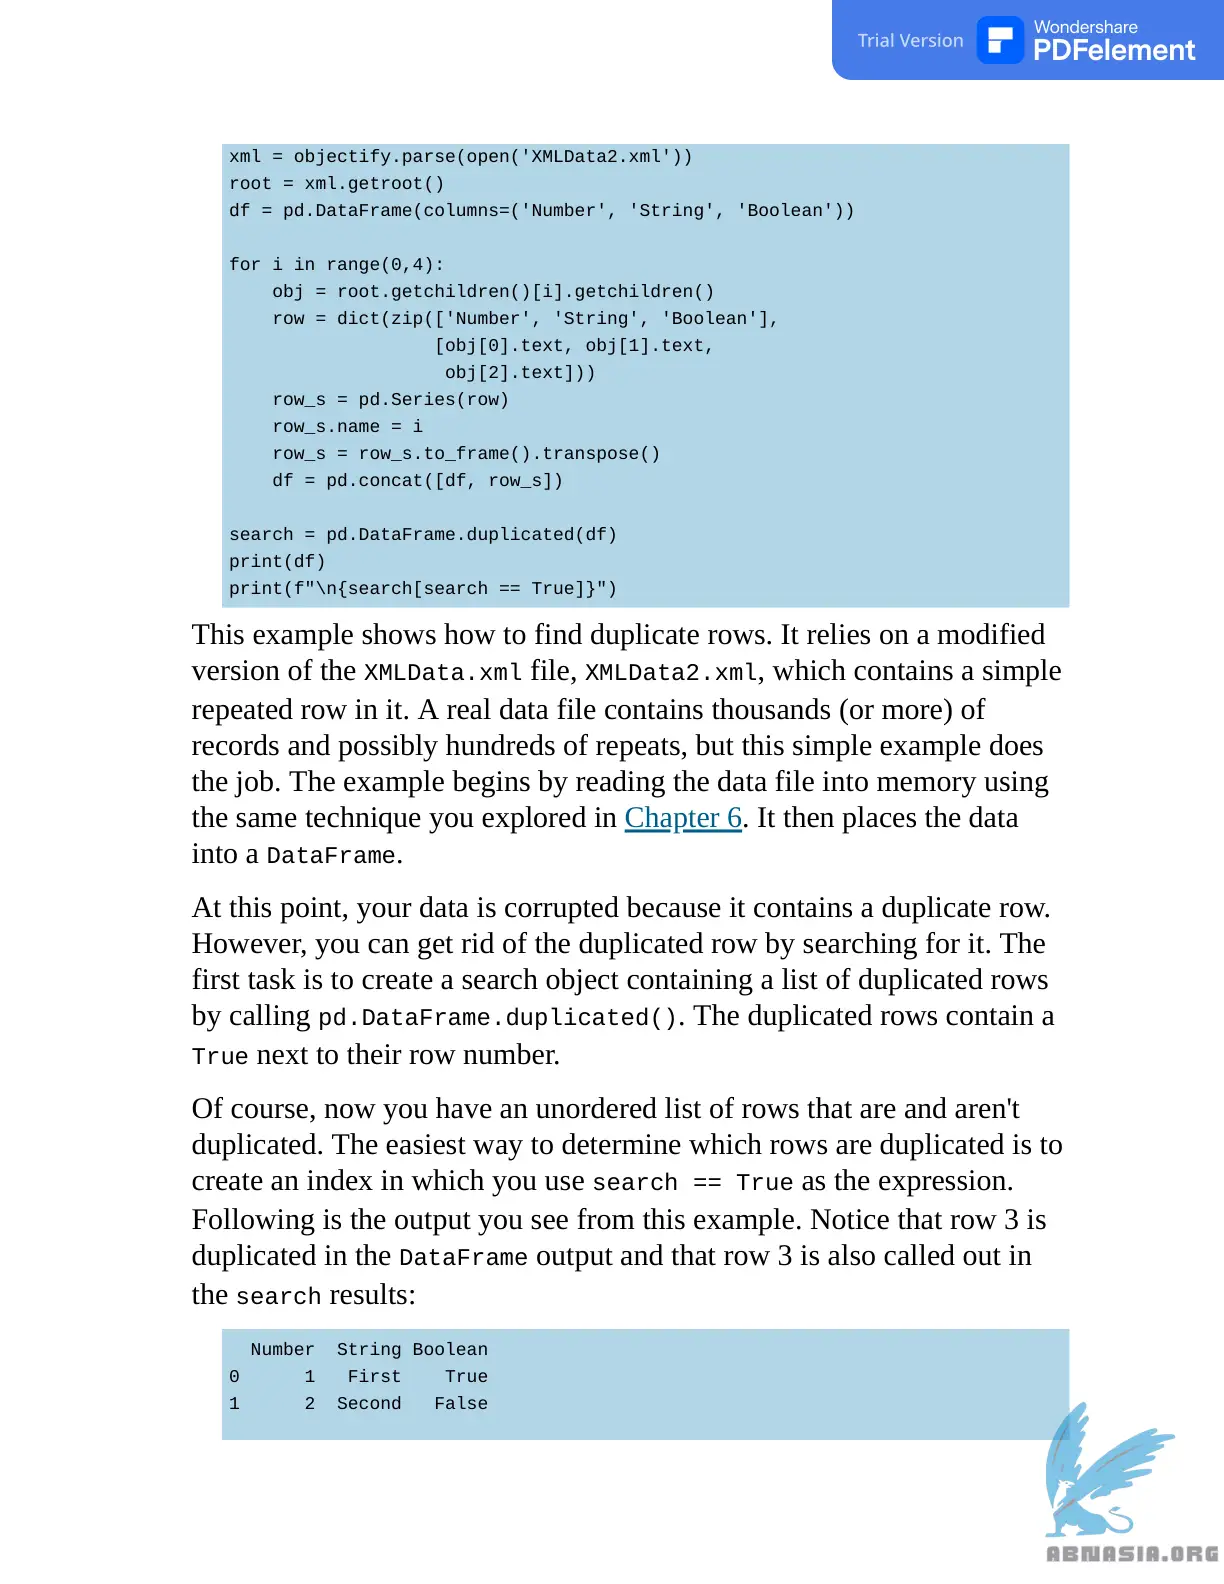 Trial Version
Wondershare
PDFelement
xml = objectify.parse(open('XMLData2.xml'))
root = xml.getroot()
df = pd.DataFrame(columns=('Number', 'String', 'Boolean'))
for i in range(0,4):
    obj = root.getchildren()[i].getchildren()
    row = dict(zip(['Number', 'String', 'Boolean'],
                   [obj[0].text, obj[1].text,
                    obj[2].text]))
    row_s = pd.Series(row)
    row_s.name = i
    row_s = row_s.to_frame().transpose()
    df = pd.concat([df, row_s])
search = pd.DataFrame.duplicated(df)
print(df)
print(f"\n{search[search == True]}")
This example shows how to find duplicate rows. It relies on a modified
version of the XMLData.xml file, XMLData2.xml, which contains a simple
repeated row in it. A real data file contains thousands (or more) of
records and possibly hundreds of repeats, but this simple example does
the job. The example begins by reading the data file into memory using
the same technique you explored in Chapter 6. It then places the data
into a DataFrame.
At this point, your data is corrupted because it contains a duplicate row.
However, you can get rid of the duplicated row by searching for it. The
first task is to create a search object containing a list of duplicated rows
by calling pd.DataFrame.duplicated(). The duplicated rows contain a
True next to their row number.
Of course, now you have an unordered list of rows that are and aren't
duplicated. The easiest way to determine which rows are duplicated is to
create an index in which you use search == True as the expression.
Following is the output you see from this example. Notice that row 3 is
duplicated in the DataFrame output and that row 3 is also called out in
the search results:
  Number  String Boolean
0      1   First    True
1      2  Second   False
ABNASIA.ORG